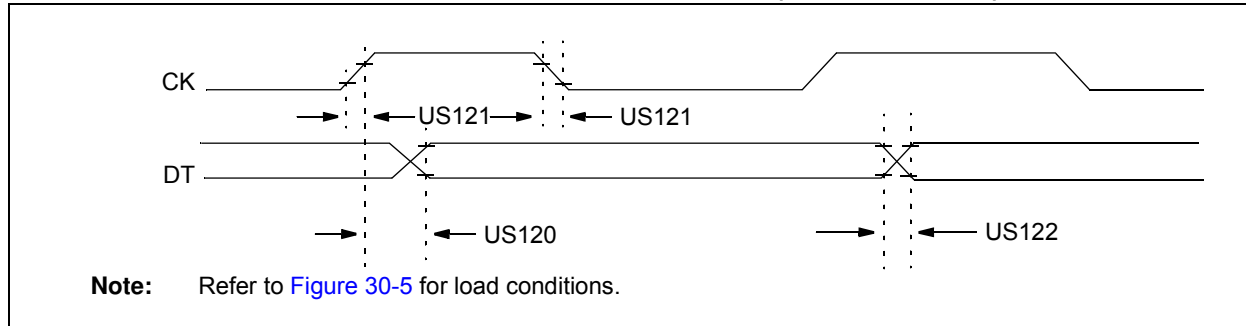 CK
US121
US121
DT
US120
US122
Note: Refer to Figure 30-5 for load conditions.